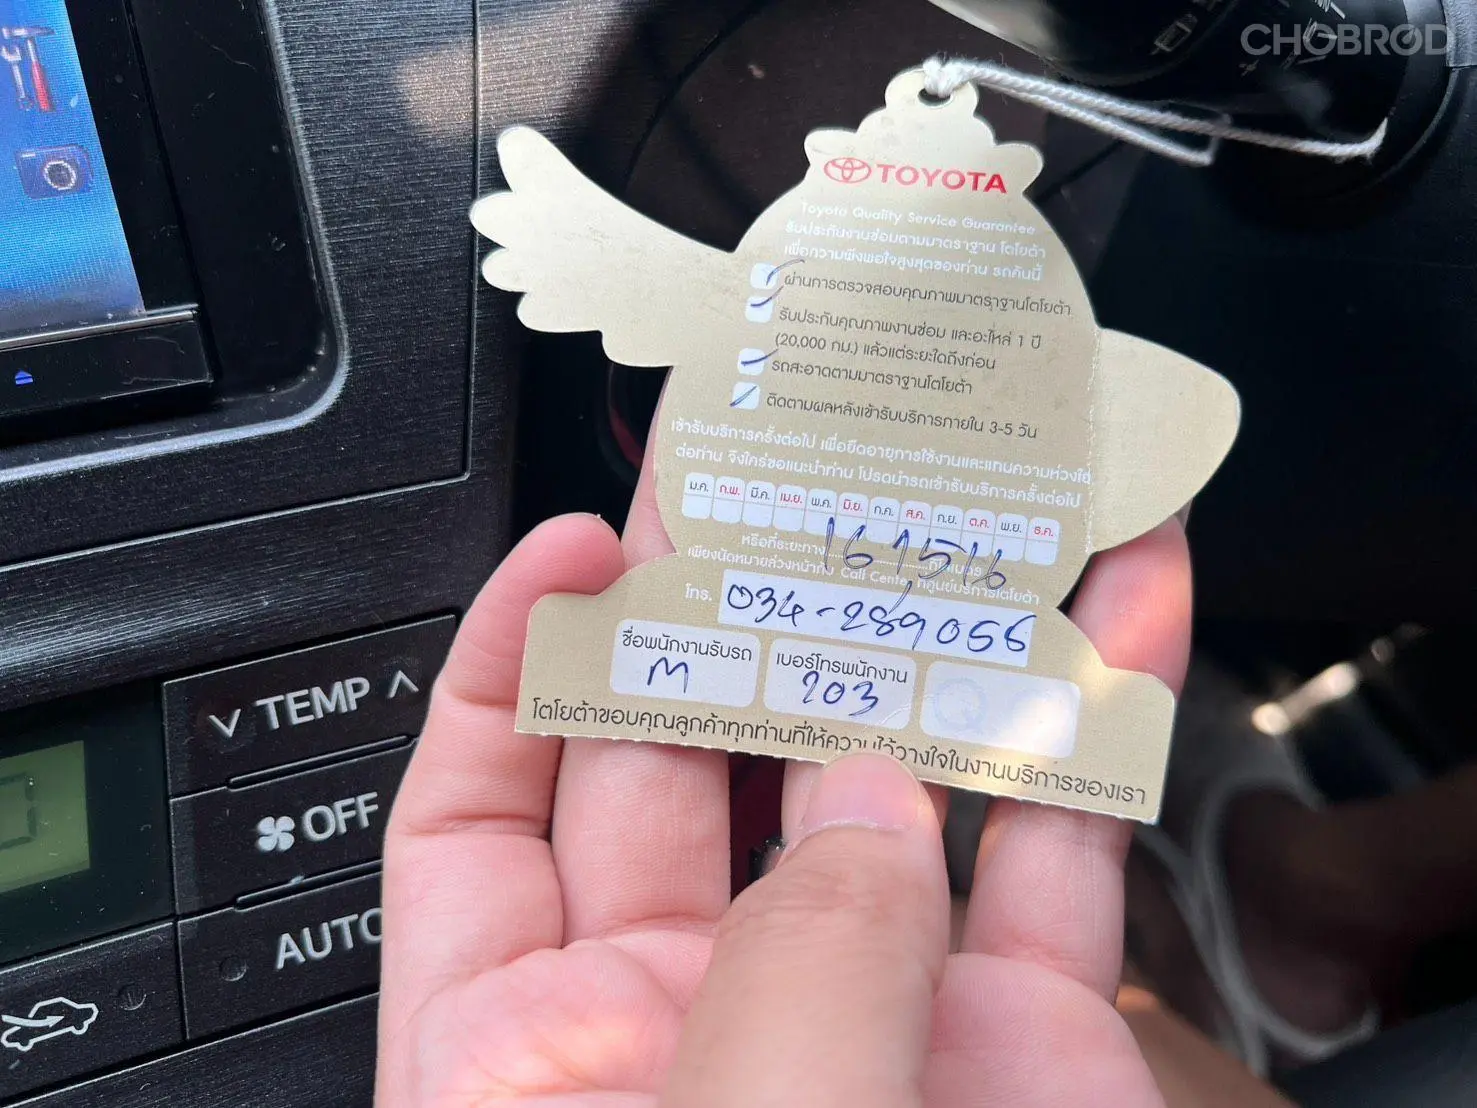 CHOBROD
TOYOTA
Toyota Quality Service Guarantee
รับประกันงานซ่อมตามมาตราฐาน โตโยต้า
เพื่อความพึงพอใจสูงสุดของท่าน รถคันนี้
ผ่านการตรวจสอบคุณภาพมาตราฐานโตโยต้า
รับประกันคุณภาพงานซ่อม และอะไหล่ 1 ปี
(20,000 กม.) แล้วแต่ระยะใดถึงก่อน
รถสะอาดตามมาตราฐานโตโยต้า
ติดตามผลหลังเข้ารับบริการภายใน 3-5 วัน
เข้ารับบริการครั้งต่อไป เพื่อยืดอายุการใช้งานและแทนความห่วงใย
ต่อท่าน จึงใคร่ขอแนะนำท่าน โปรดนำรถเข้ารับบริการครั้งต่อไป
ม.ค. ก.พ. มี.ค. เม.ย. พ.ค. มิ.ย. ก.ค. ส.ค. ก.ย. ต.ค. พ.ย. ธ.ค.
หรือที่ระยะทาง 161,516
เพียงนัดหมายล่วงหน้ากับ Call Center ที่ศูนย์บริการโตโยต้า
โทร. 034-289056
ชื่อพนักงานรับรถ เบอร์โทรพนักงาน
M 203
โตโยต้าขอบคุณลูกค้าทุกท่านที่ให้ความไว้วางใจในงานบริการของเรา
TEMP
OFF
AUTO